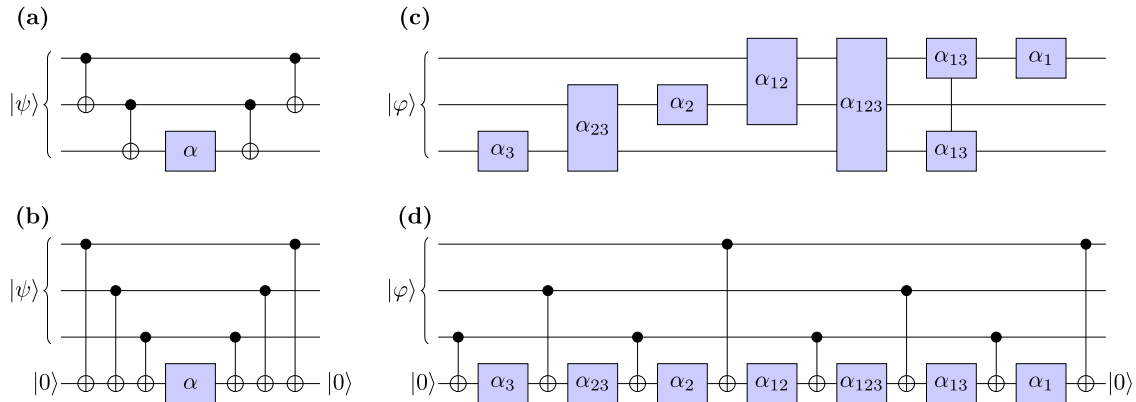 (a)
|ψ⟩
α
(b)
|ψ⟩
|0⟩ α |0⟩
(c)
|φ⟩
α₃ α₂₃ α₂ α₁₂ α₁₂₃ α₁₃ α₁₃ α₁
(d)
|φ⟩
|0⟩ α₃ α₂₃ α₂ α₁₂ α₁₂₃ α₁₃ α₁ |0⟩